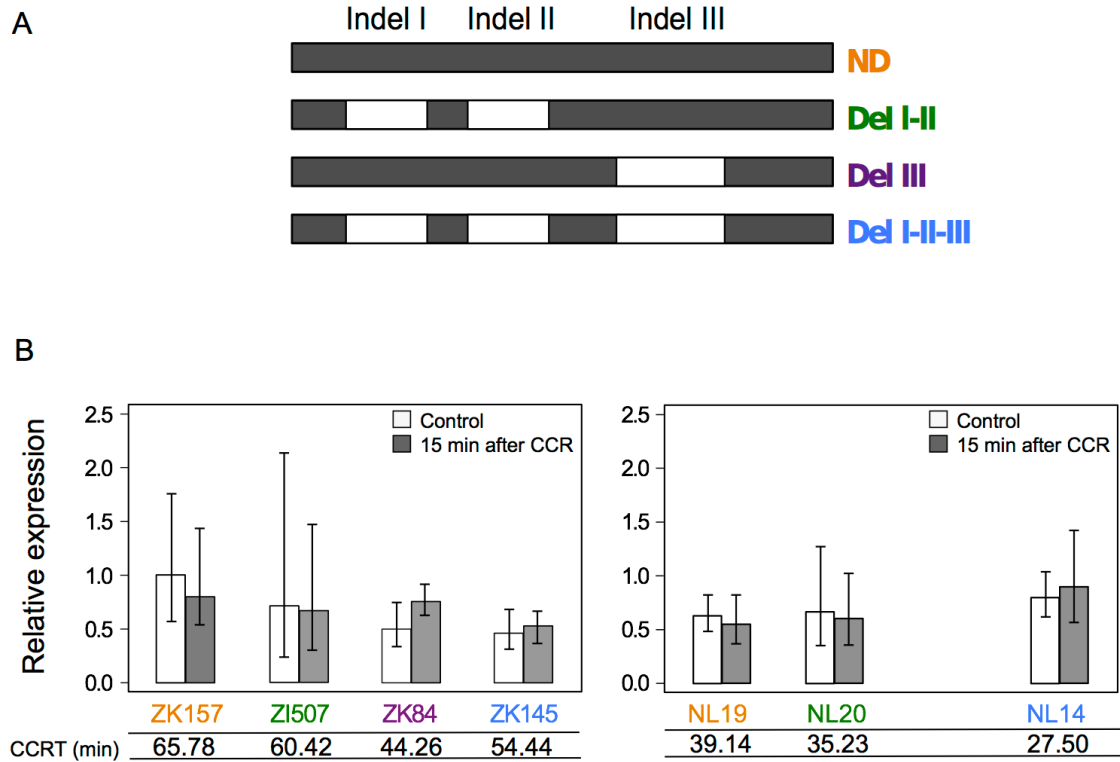 A
Indel I Indel II Indel III
ND
Del I-II
Del III
Del I-II-III
B
Relative expression
2.5
2.0
1.5
1.0
0.5
0.0
Control
15 min after CCR
ZK157 ZI507 ZK84 ZK145
CCRT (min) 65.78 60.42 44.26 54.44
2.5
2.0
1.5
1.0
0.5
0.0
Control
15 min after CCR
NL19 NL20 NL14
39.14 35.23 27.50